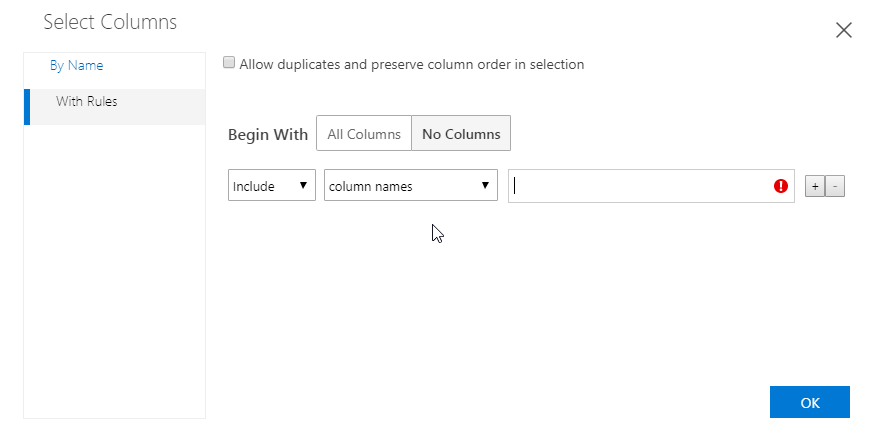 Select Columns
By Name
With Rules
Allow duplicates and preserve column order in selection
Begin With All Columns No Columns
Include column names + -
OK